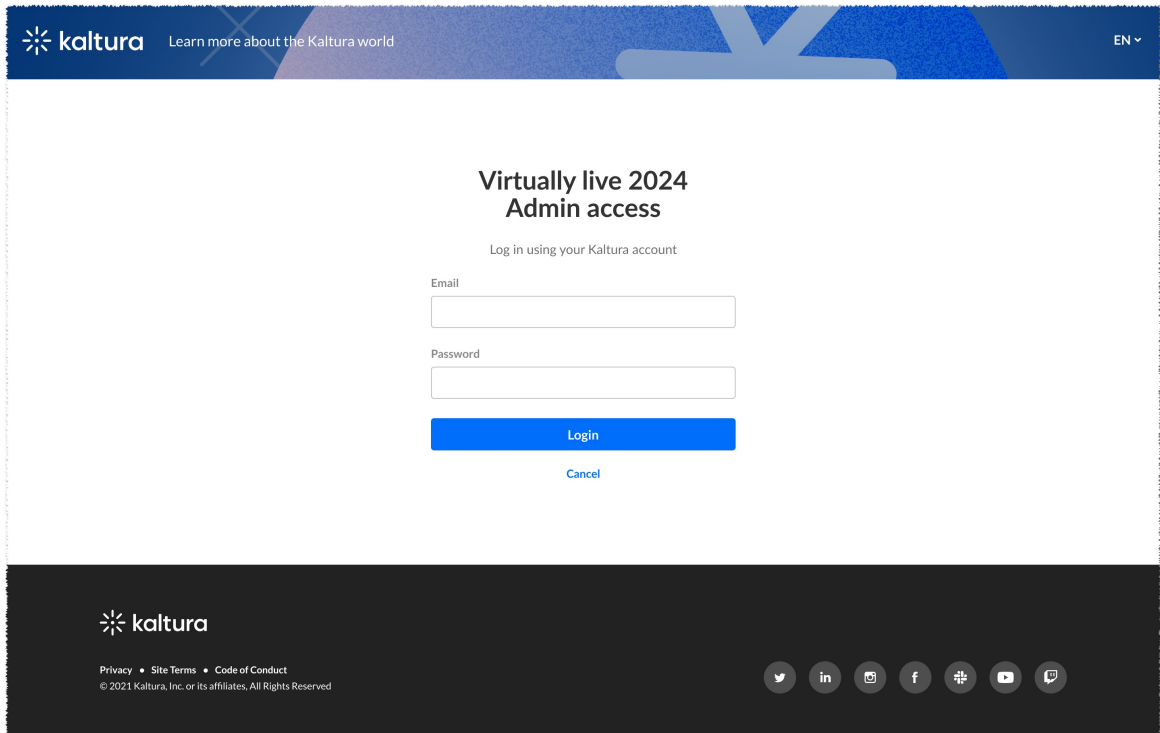 kaltura Learn more about the Kaltura world EN
Virtually live 2024
Admin access
Log in using your Kaltura account
Email
Password
Login
Cancel
kaltura
Privacy • Site Terms • Code of Conduct
© 2021 Kaltura, Inc. or its affiliates, All Rights Reserved
in f